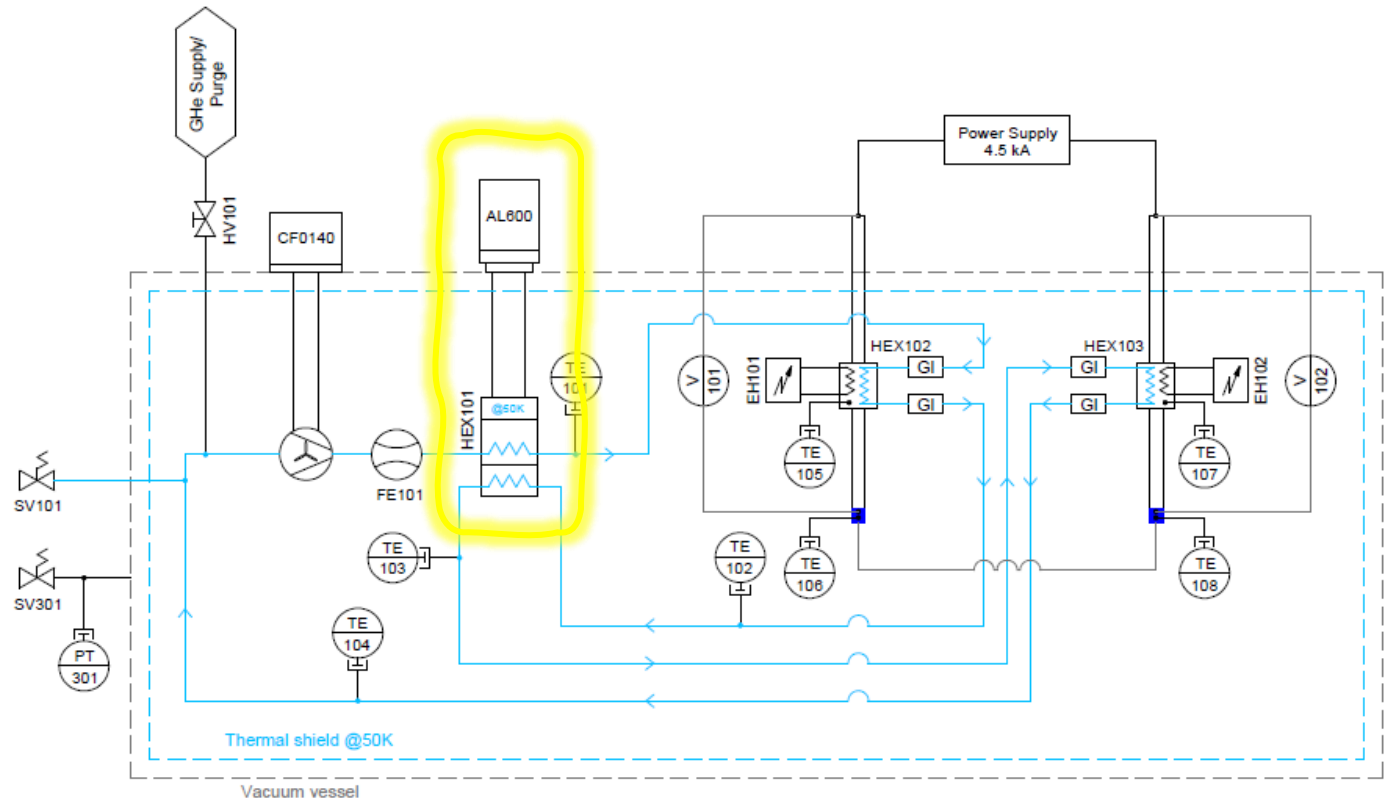 GHe Supply/
Purge
HV101
CF0140
AL600
Power Supply
4.5 kA
HEX101
@50K
TE
101
FE101
SV101
SV301
PT
301
TE
103
TE
104
TE
102
V
101
EH101
HEX102
GI
GI
TE
105
TE
106
HEX103
GI
GI
EH102
V
102
TE
107
TE
108
Thermal shield @50K
Vacuum vessel